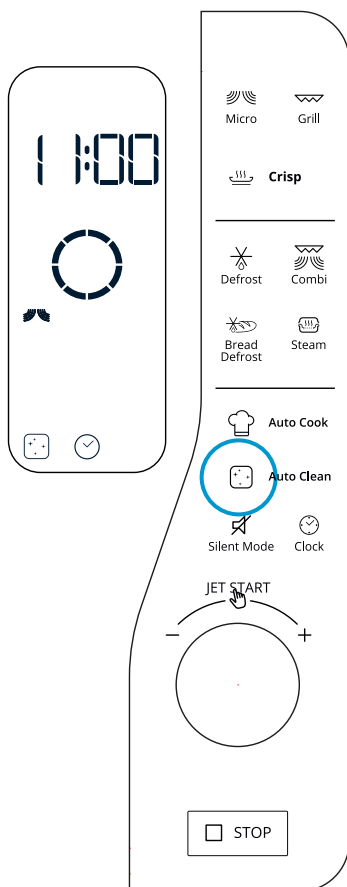 11:00
Micro Grill
Crisp
Defrost Combi
Bread Steam
Defrost
Auto Cook
Auto Clean
Silent Mode Clock
JET START
− +
STOP